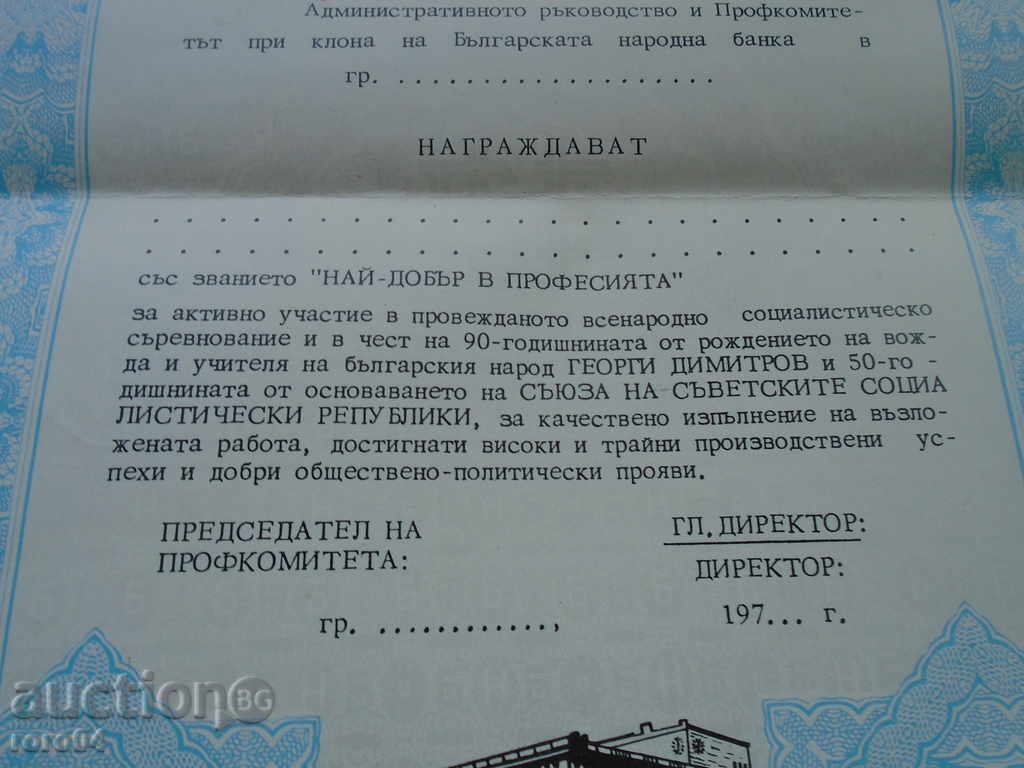 Административното ръководство и Профкомите-
тът при клона на Българската народна банка в
гр. . . . . . . . . . . . . . . . . . . .
НАГРАЖДАВАТ
. . . . . . . . . . . . . . . . . . . . . . . . . . . . .
. . . . . . . . . . . . . . . . . . . . . . . . . . . . . .
със званието "НАЙ-ДОБЪР В ПРОФЕСИЯТА"
за активно участие в провежданото всенародно социалистическо
съревнование и в чест на 90-годишнината от рождението на вож-
да и учителя на българския народ ГЕОРГИ ДИМИТРОВ и 50-го -
дишнината от основаването на СЪЮЗА НА СЪВЕТСКИТЕ СОЦИА
ЛИСТИЧЕСКИ РЕПУБЛИКИ, за качествено изпълнение на възло-
жената работа, достигнати високи и трайни производствени ус-
пехи и добри обществено-политически прояви.
ПРЕДСЕДАТЕЛ НА
ПРОФКОМИТЕТА:
ГЛ. ДИРЕКТОР:
ДИРЕКТОР:
гр. ............., 197... г.
auctionBG
roro04